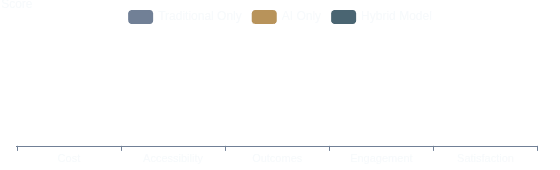 Score
Traditional Only AI Only Hybrid Model
Cost Accessibility Outcomes Engagement Satisfaction